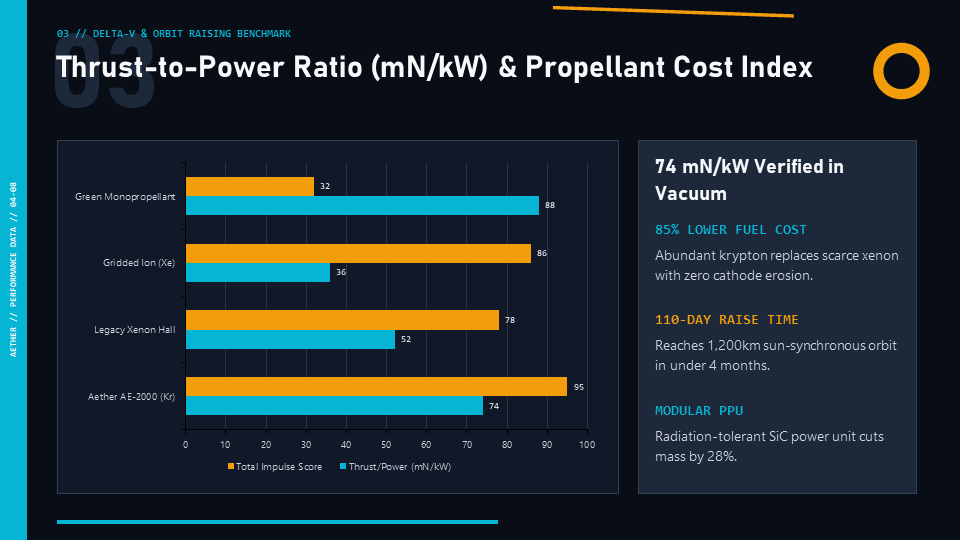 03 // DELTA-V & ORBIT RAISING BENCHMARK
03
Thrust-to-Power Ratio (mN/kW) & Propellant Cost Index
AETHER // PERFORMANCE DATA // 04-08
Green Monopropellant
32
88
Gridded Ion (Xe)
86
36
Legacy Xenon Hall
78
52
Aether AE-2000 (Kr)
95
74
0 10 20 30 40 50 60 70 80 90 100
Total Impulse Score Thrust/Power (mN/kW)
74 mN/kW Verified in
Vacuum
85% LOWER FUEL COST
Abundant krypton replaces scarce xenon
with zero cathode erosion.
110-DAY RAISE TIME
Reaches 1,200km sun-synchronous orbit
in under 4 months.
MODULAR PPU
Radiation-tolerant SiC power unit cuts
mass by 28%.